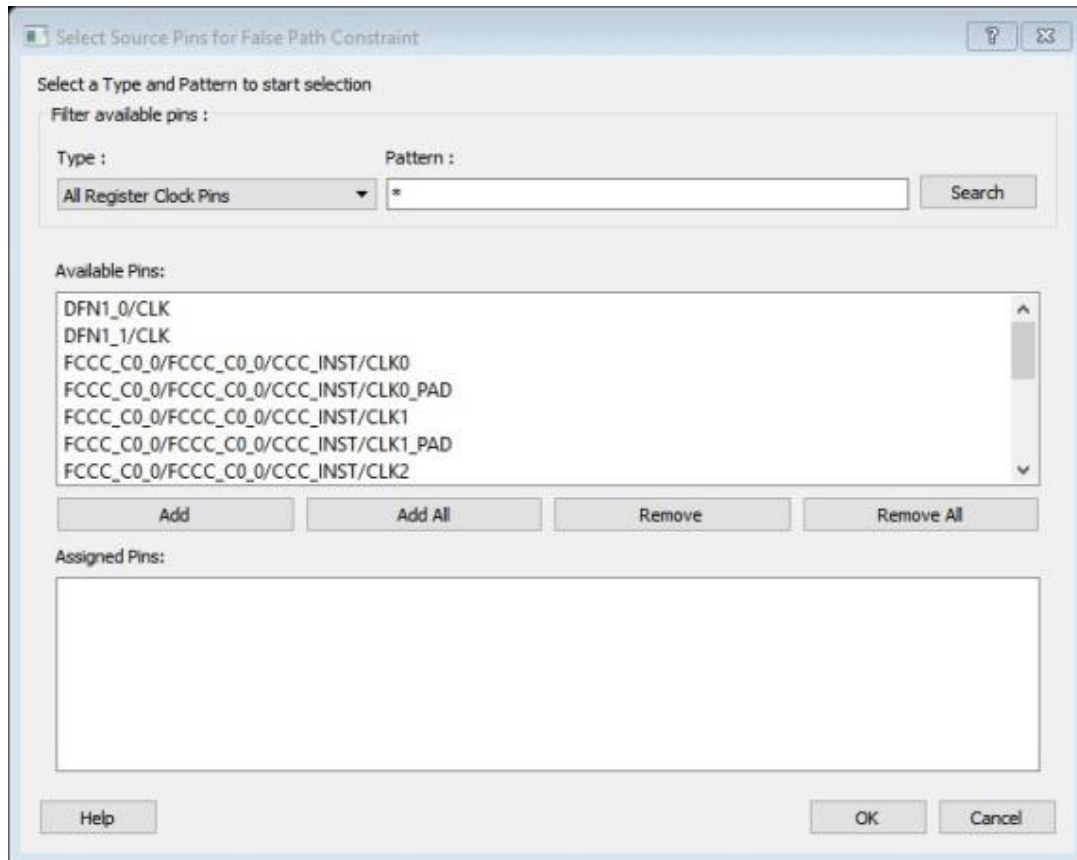 Select Source Pins for False Path Constraint
Select a Type and Pattern to start selection
Filter available pins :
Type :
Pattern :
All Register Clock Pins
*
Search
Available Pins:
DFN1_0/CLK
DFN1_1/CLK
FCCC_C0_0/FCCC_C0_0/CCC_INST/CLK0
FCCC_C0_0/FCCC_C0_0/CCC_INST/CLK0_PAD
FCCC_C0_0/FCCC_C0_0/CCC_INST/CLK1
FCCC_C0_0/FCCC_C0_0/CCC_INST/CLK1_PAD
FCCC_C0_0/FCCC_C0_0/CCC_INST/CLK2
Add
Add All
Remove
Remove All
Assigned Pins:
Help
OK
Cancel